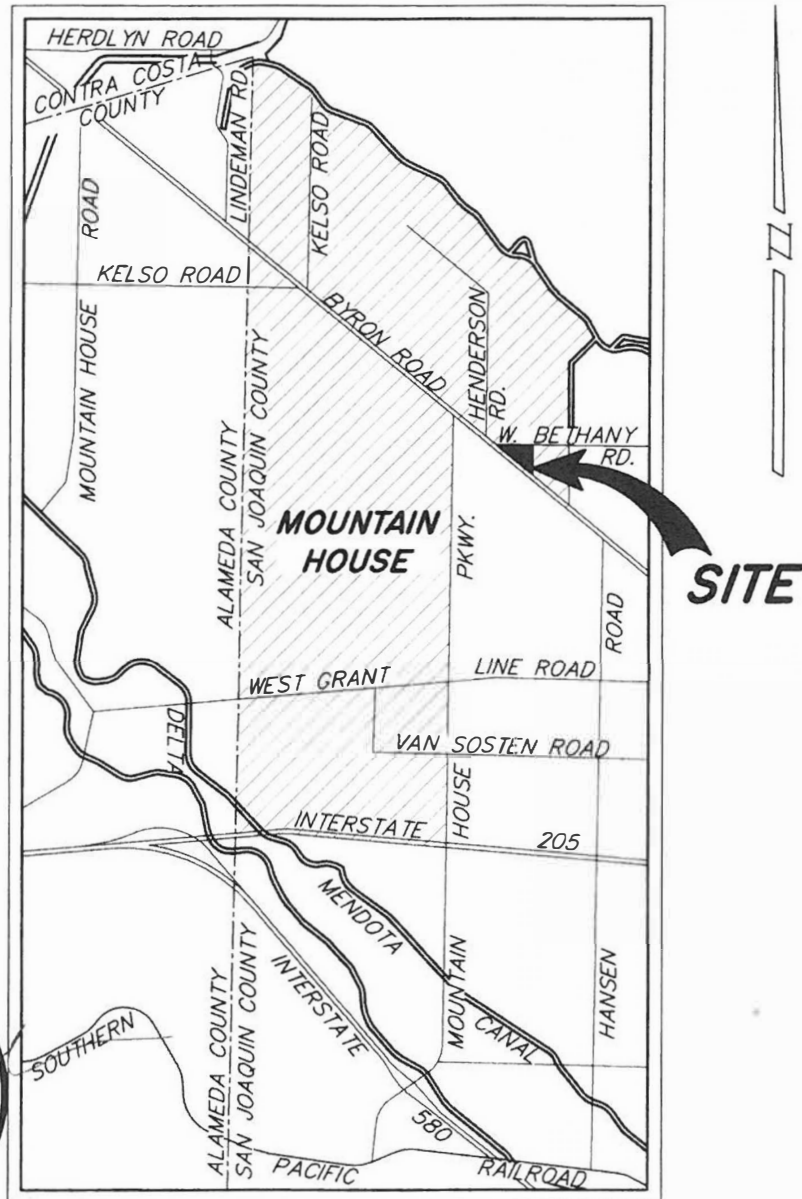 HERDLYN ROAD
CONTRA COSTA
COUNTY
LINDEMAN RD.
KELSO ROAD
ROAD
KELSO ROAD
MOUNTAIN HOUSE
BYRON ROAD
HENDERSON
RD.
W. BETHANY
RD.
N
ALAMEDA COUNTY
SAN JOAQUIN COUNTY
MOUNTAIN
HOUSE
PKWY.
SITE
ROAD
WEST GRANT
LINE ROAD
DELTA
VAN SOSTEN ROAD
HOUSE
INTERSTATE
205
MENDOTA
MOUNTAIN
CANAL
HANSEN
ALAMEDA COUNTY
SAN JOAQUIN COUNTY
INTERSTATE
SOUTHERN
580
PACIFIC
RAILROAD